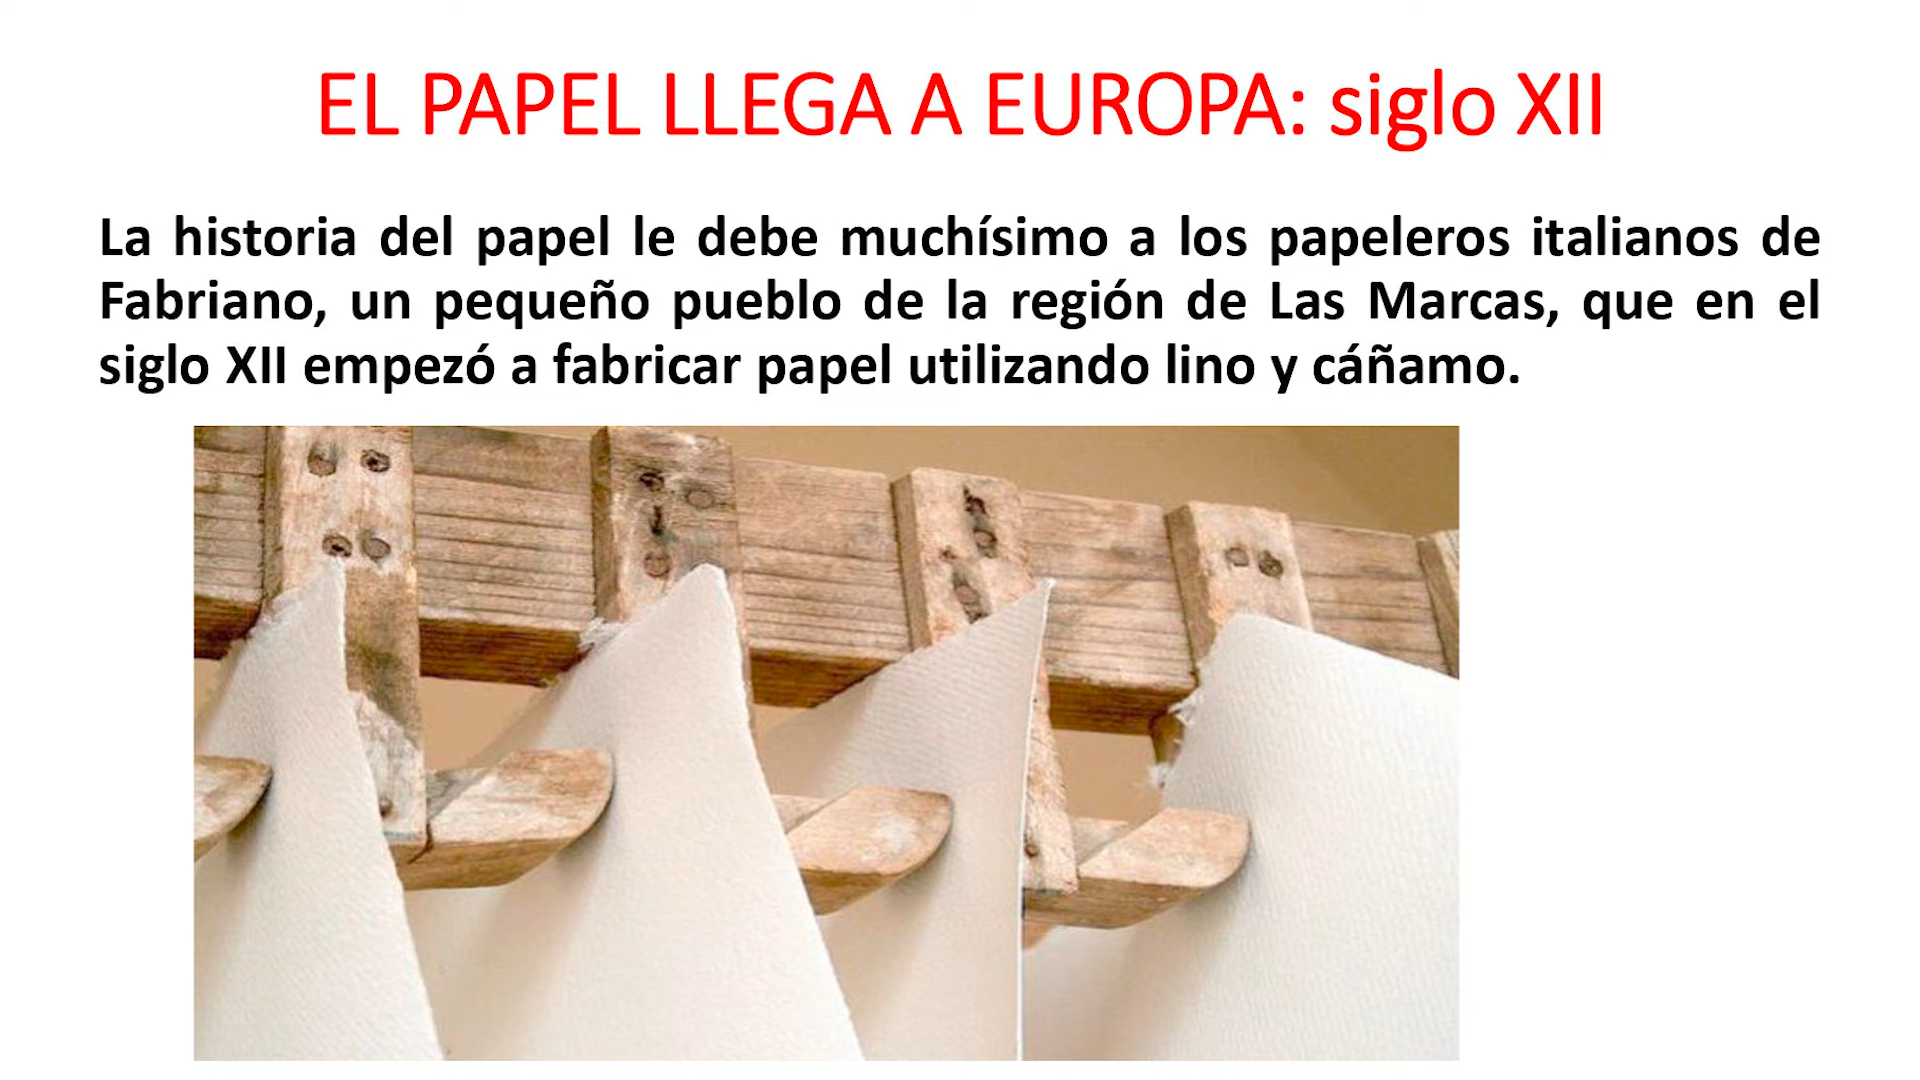 EL PAPEL LLEGA A EUROPA: siglo XII
La historia del papel le debe muchísimo a los papeleros italianos de
Fabriano, un pequeño pueblo de la región de Las Marcas, que en el
siglo XII empezó a fabricar papel utilizando lino y cáñamo.